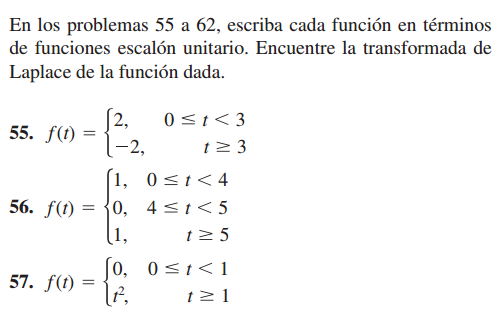 En los problemas 55 a 62, escriba cada función en términos
de funciones escalón unitario. Encuentre la transformada de
Laplace de la función dada.
55. f(t) = {2, 0 ≤ t < 3
−2, t ≥ 3
56. f(t) = {1, 0 ≤ t < 4
0, 4 ≤ t < 5
1, t ≥ 5
57. f(t) = {0, 0 ≤ t < 1
t², t ≥ 1